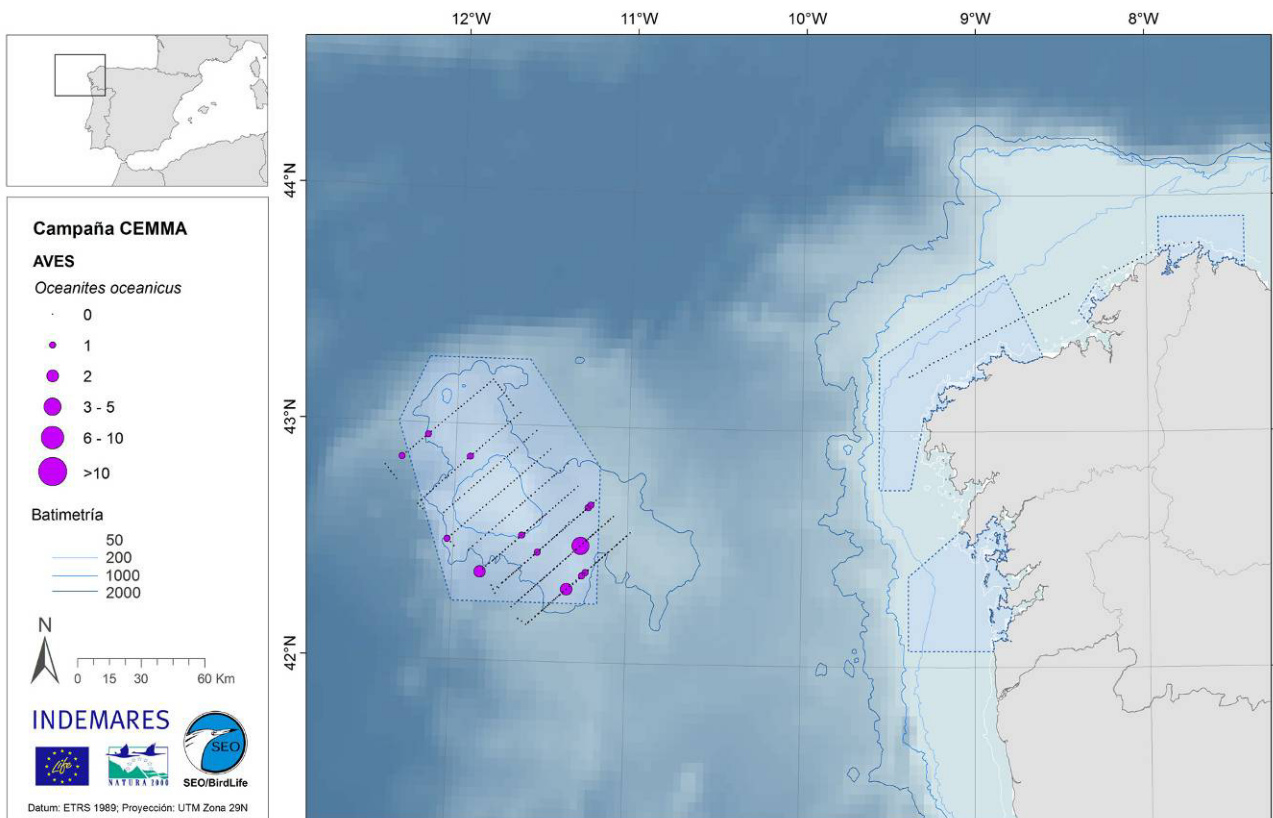 12°W 11°W 10°W 9°W 8°W
44°N
43°N
42°N
Campaña CEMMA
AVES
Oceanites oceanicus
0
1
2
3 - 5
6 - 10
>10
Batimetría
50
200
1000
2000
N
0 15 30 60 Km
INDEMARES
Life
NATURA 2000
SEO
SEO/BirdLife
Datum: ETRS 1989; Proyección: UTM Zona 29N